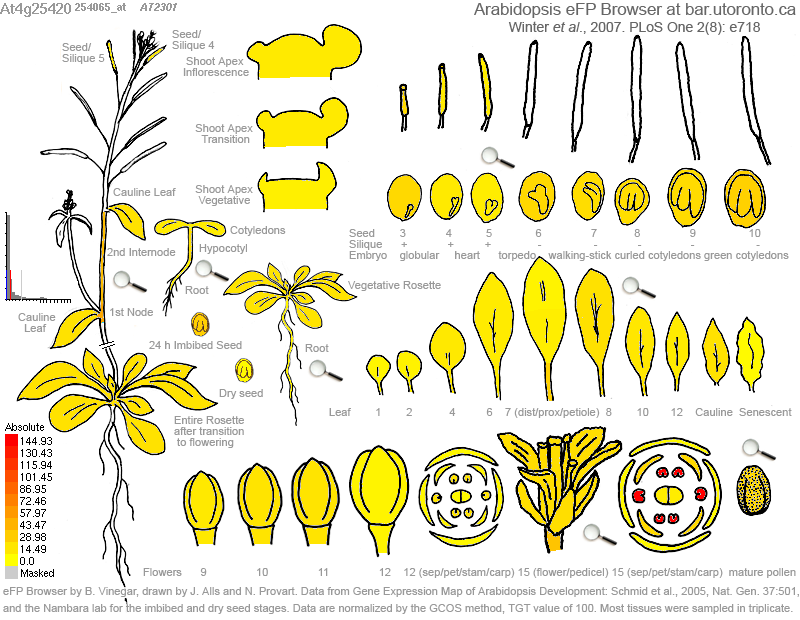 At4g25420 254065_at AT2301
Arabidopsis eFP Browser at bar.utoronto.ca
Winter et al., 2007. PLoS One 2(8): e718
Seed/
Silique 5
Seed/
Silique 4
Shoot Apex
Inflorescence
Shoot Apex
Transition
Shoot Apex
Vegetative
Cauline Leaf
Cotyledons
2nd Internode
Hypocotyl
Root
1st Node
Cauline
Leaf
24 h Imbibed Seed
Dry seed
Vegetative Rosette
Root
Entire Rosette
after transition
to flowering
Seed 3 4 5 6 7 8 9 10
Silique + + + - - - - -
Embryo globular heart torpedo walking-stick curled cotyledons green cotyledons
Leaf 1 2 4 6 7 (dist/prox/petiole) 8 10 12 Cauline Senescent
Absolute
144.93
130.43
115.94
101.45
86.95
72.46
57.97
43.47
28.98
14.49
0.0
Masked
Flowers 9 10 11 12 12 (sep/pet/stam/carp) 15 (flower/pedicel) 15 (sep/pet/stam/carp) mature pollen
eFP Browser by B. Vinegar, drawn by J. Alls and N. Provart. Data from Gene Expression Map of Arabidopsis Development: Schmid et al., 2005, Nat. Gen. 37:501,
and the Nambara lab for the imbibed and dry seed stages. Data are normalized by the GCOS method, TGT value of 100. Most tissues were sampled in triplicate.